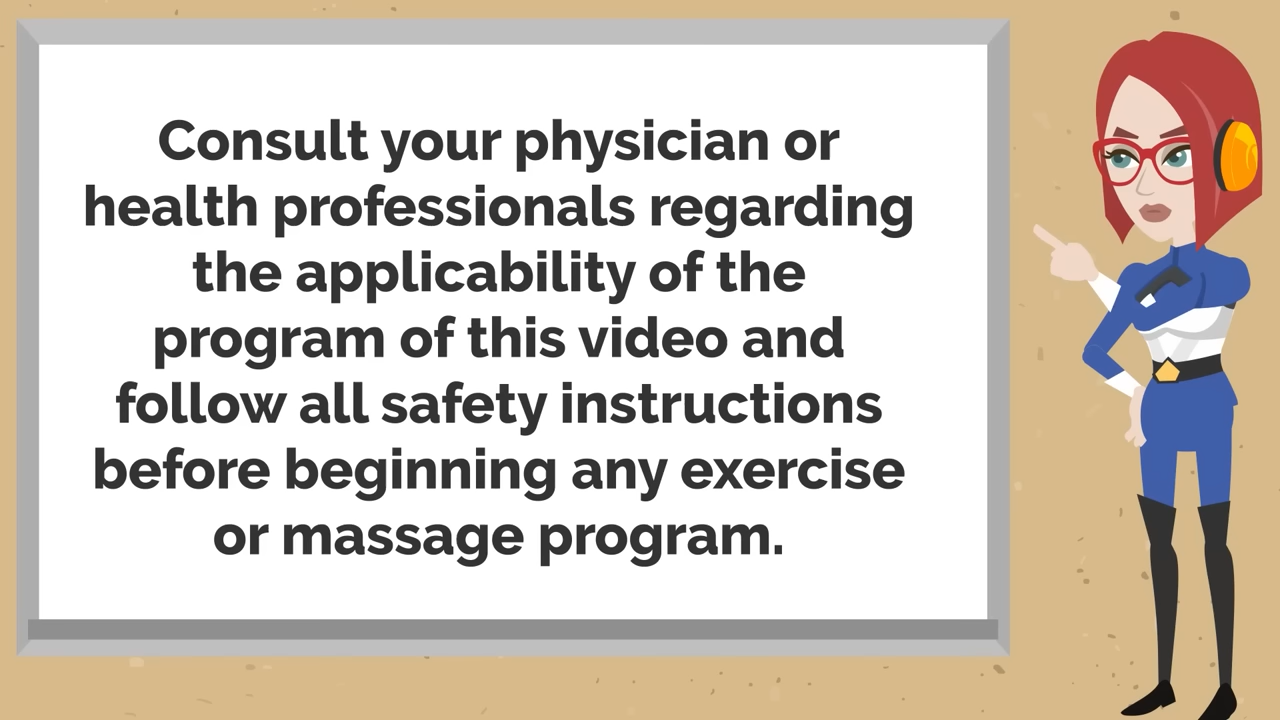 Consult your physician or
health professionals regarding
the applicability of the
program of this video and
follow all safety instructions
before beginning any exercise
or massage program.